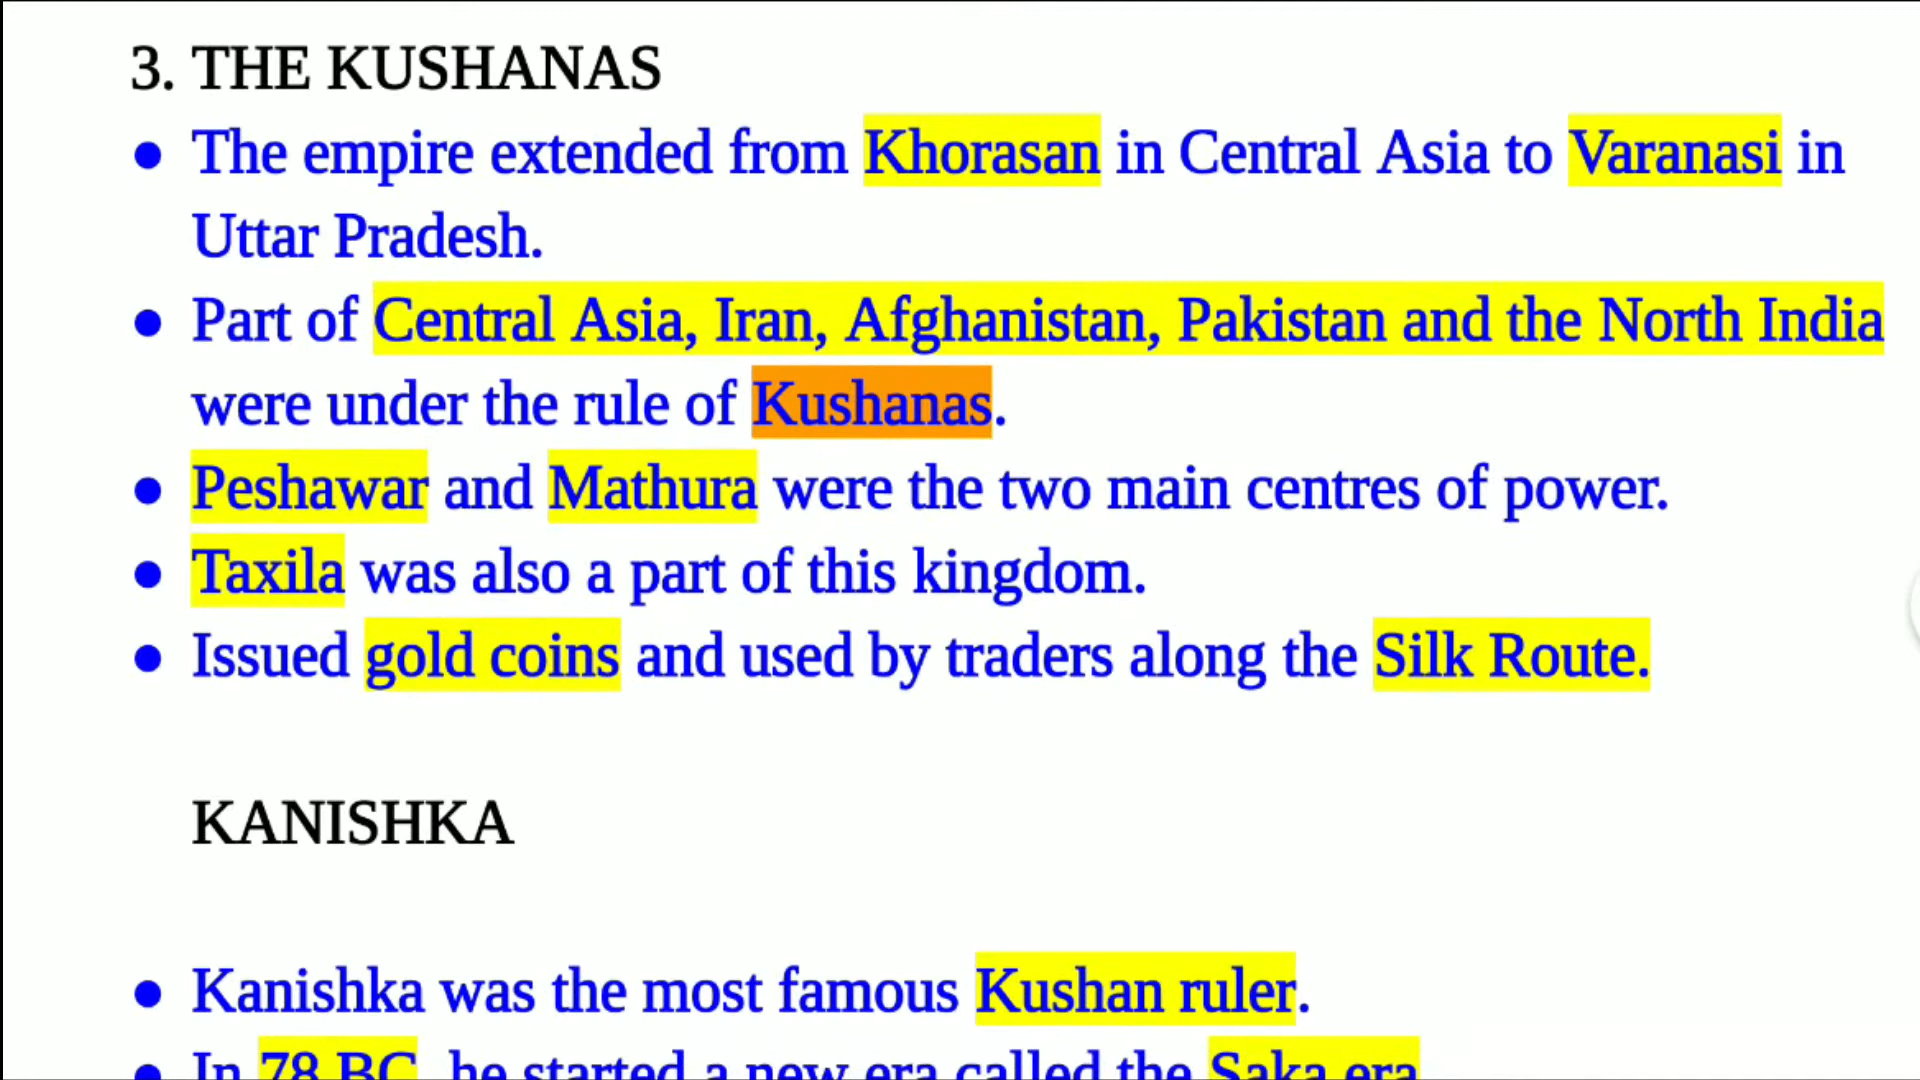 3. THE KUSHANAS
● The empire extended from Khorasan in Central Asia to Varanasi in
Uttar Pradesh.
● Part of Central Asia, Iran, Afghanistan, Pakistan and the North India
were under the rule of Kushanas.
● Peshawar and Mathura were the two main centres of power.
● Taxila was also a part of this kingdom.
● Issued gold coins and used by traders along the Silk Route.
KANISHKA
● Kanishka was the most famous Kushan ruler.
● In 78 BC he started a new era called the Saka era